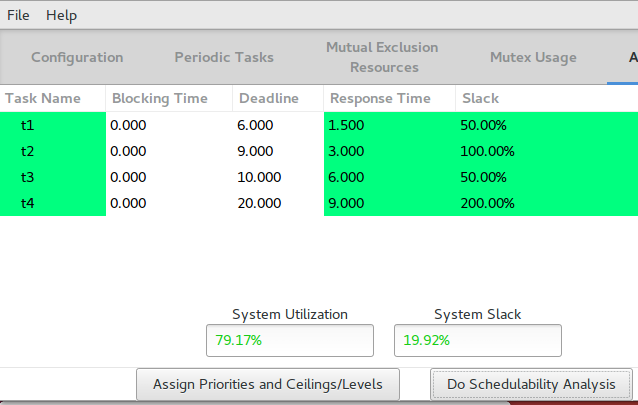 File Help
Configuration Periodic Tasks Mutual Exclusion Resources Mutex Usage A
Task Name Blocking Time Deadline Response Time Slack
t1 0.000 6.000 1.500 50.00%
t2 0.000 9.000 3.000 100.00%
t3 0.000 10.000 6.000 50.00%
t4 0.000 20.000 9.000 200.00%
System Utilization System Slack
79.17% 19.92%
Assign Priorities and Ceilings/Levels Do Schedulability Analysis